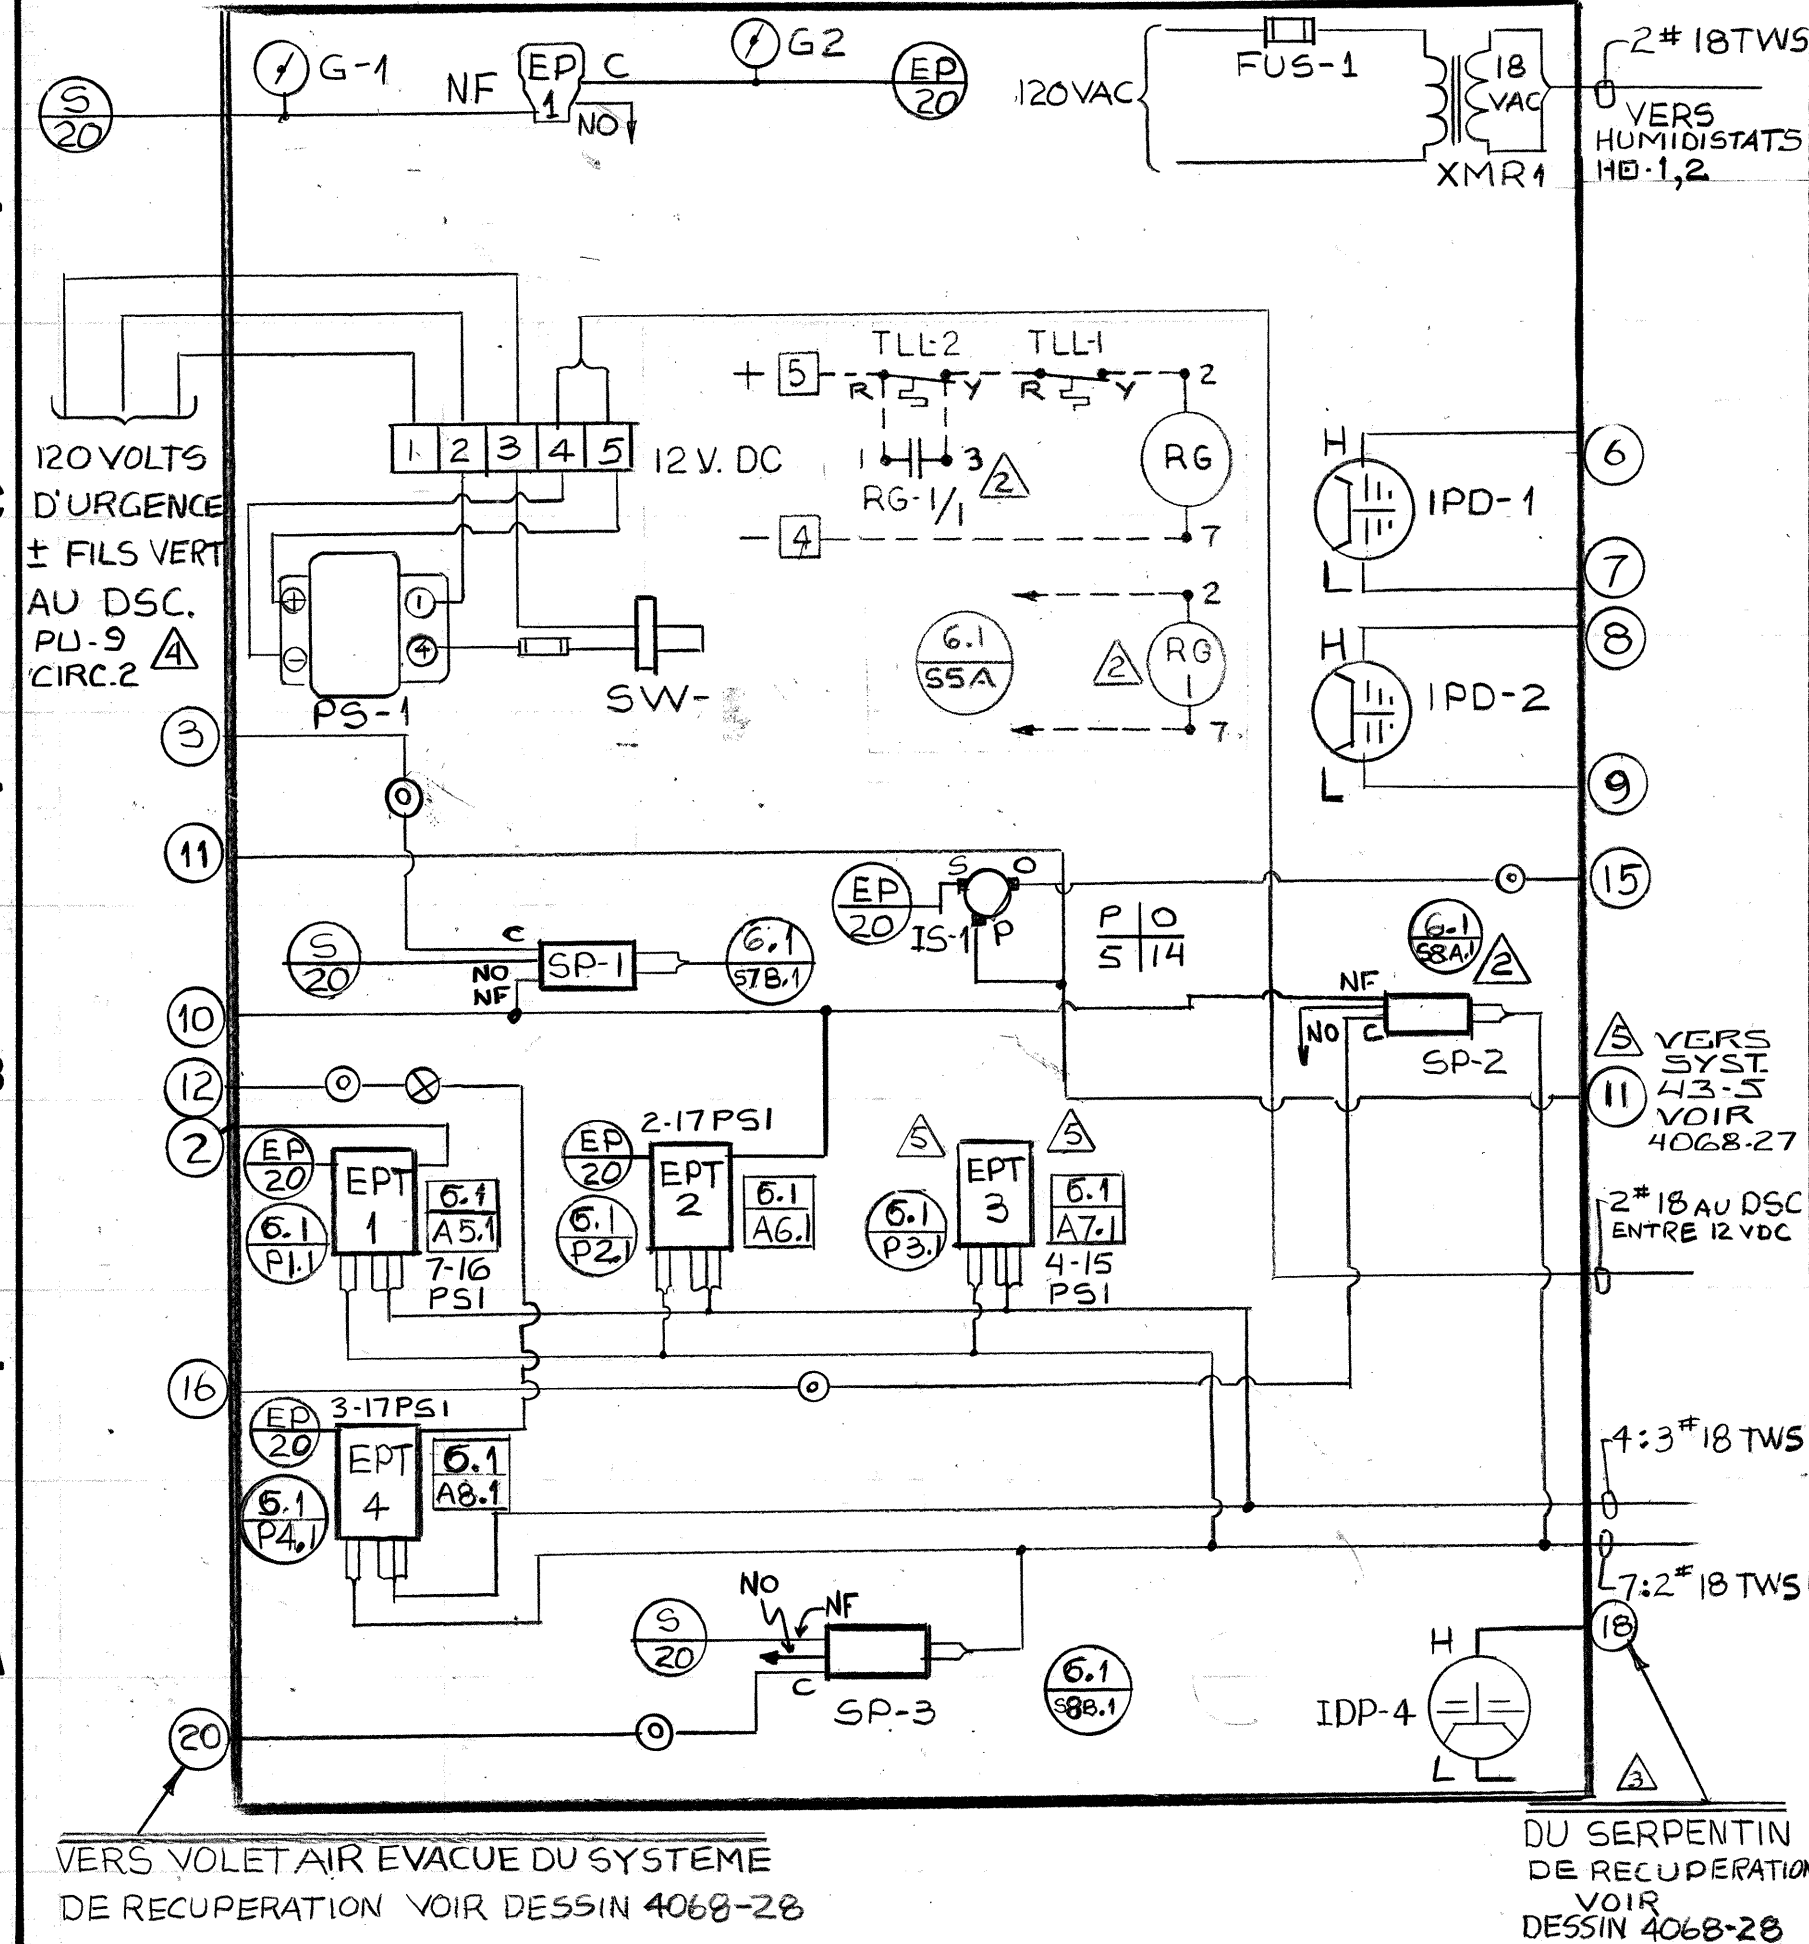 G-1
EP
1
C
NF
NO
G2
EP
20
S
20
120VAC
FUS-1
18
VAC
XMR1
2# 18TWS
VERS
HUMIDISTATS
HD-1,2
120 VOLTS
D'URGENCE
± FILS VERT
AU DSC.
PU-9
CIRC.2
4
1 2 3 4 5
12 V. DC
+ -
1
4
PS-1
SW-
TLL-2
TLL-1
+ 5
R Y
R Y
2
1 3
RG-1/1
2
RG
- 4
7
6.1
S5A
2
2
RG
1
7
H
IPD-1
L
6
7
H
IPD-2
L
8
9
3
11
S
20
C
NO
NF
SP-1
6.1
S7B.1
EP
20
S O
IS-1 P
P O
S 14
15
6.1
S8A.1
2
NF
NO
C
SP-2
10
12
2
EP
20
EPT
1
6.1
P1.1
6.1
A5.1
7-16
PSI
2-17PSI
EP
20
EPT
2
6.1
P2.1
6.1
A6.1
5
5
EPT
3
6.1
P3.1
6.1
A7.1
4-15
PSI
5
VERS
SYST.
43-5
VOIR
4068-27
11
2# 18 AU DSC
ENTRE 12 VDC
16
EP
20
3-17PSI
EPT
4
6.1
P4.1
6.1
A8.1
4:3# 18 TWS
7:2# 18 TWS
NO
NF
S
20
C
SP-3
6.1
S8B.1
H
IDP-4
L
18
3
20
VERS VOLET AIR EVACUE DU SYSTEME
DE RECUPERATION VOIR DESSIN 4068-28
DU SERPENTIN
DE RECUPERATION
VOIR
DESSIN 4068-28